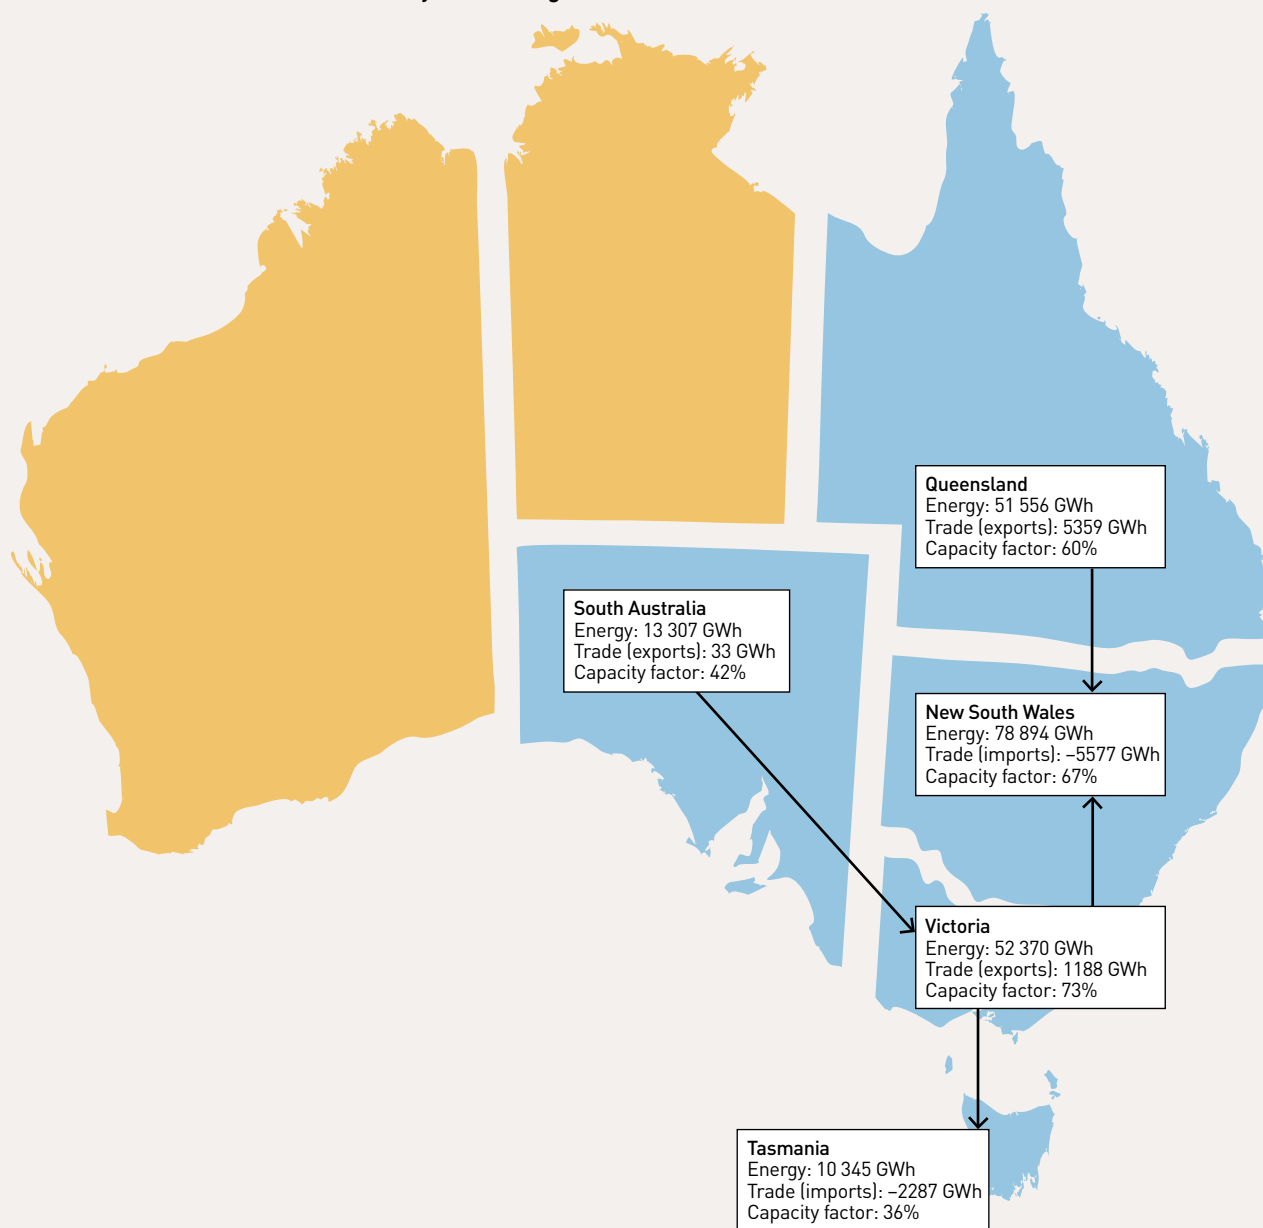 Queensland
Energy: 51 556 GWh
Trade (exports): 5359 GWh
Capacity factor: 60%
South Australia
Energy: 13 307 GWh
Trade (exports): 33 GWh
Capacity factor: 42%
New South Wales
Energy: 78 894 GWh
Trade (imports): –5577 GWh
Capacity factor: 67%
Victoria
Energy: 52 370 GWh
Trade (exports): 1188 GWh
Capacity factor: 73%
Tasmania
Energy: 10 345 GWh
Trade (imports): –2287 GWh
Capacity factor: 36%